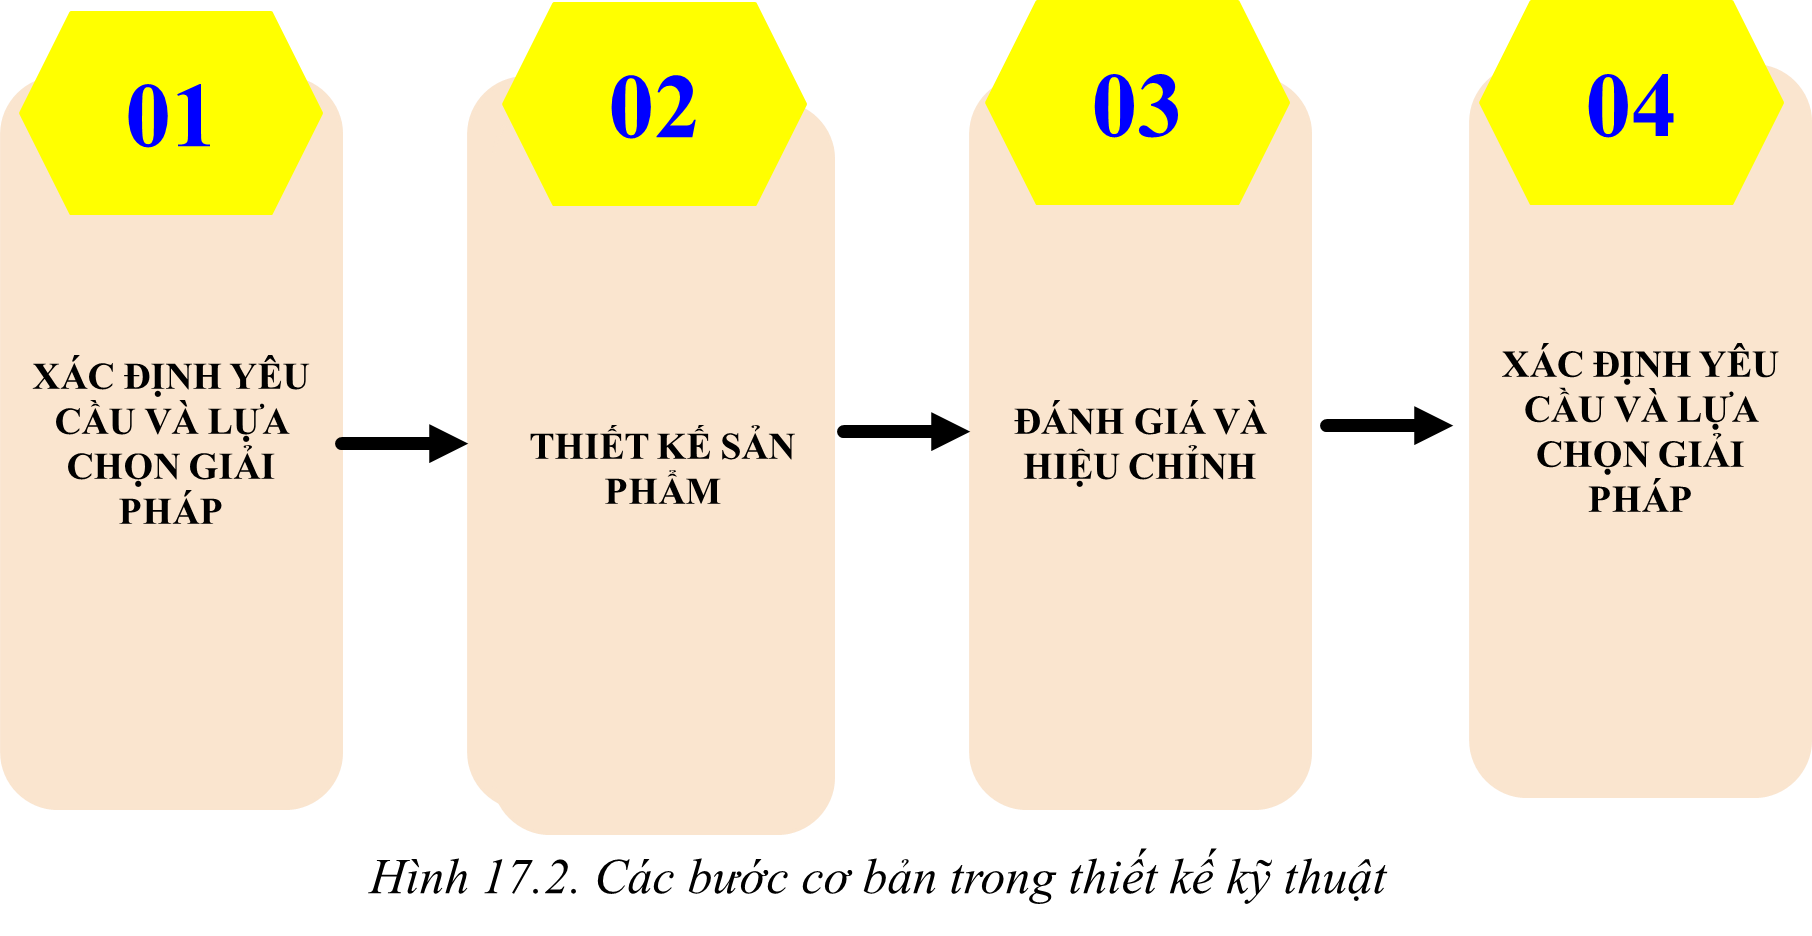 01
XÁC ĐỊNH YÊU
CẦU VÀ LỰA
CHỌN GIẢI
PHÁP
02
THIẾT KẾ SẢN
PHẨM
03
ĐÁNH GIÁ VÀ
HIỆU CHỈNH
04
XÁC ĐỊNH YÊU
CẦU VÀ LỰA
CHỌN GIẢI
PHÁP
Hình 17.2. Các bước cơ bản trong thiết kế kỹ thuật